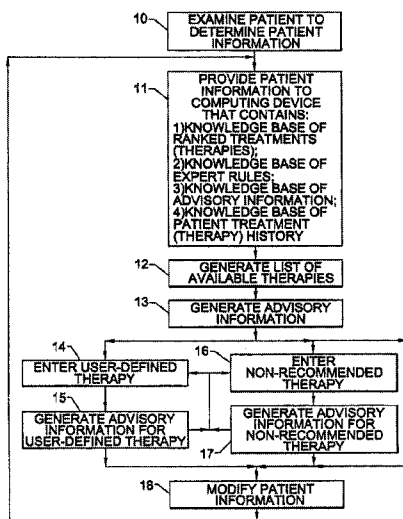 10
EXAMINE PATIENT TO
DETERMINE PATIENT
INFORMATION
11
PROVIDE PATIENT
INFORMATION TO
COMPUTING DEVICE
THAT CONTAINS:
1)KNOWLEDGE BASE OF
RANKED TREATMENTS
(THERAPIES);
2)KNOWLEDGE BASE OF
EXPERT RULES;
3)KNOWLEDGE BASE OF
ADVISORY INFORMATION;
4)KNOWLEDGE BASE OF
PATIENT TREATMENT
(THERAPY) HISTORY
12
GENERATE LIST OF
AVAILABLE THERAPIES
13
GENERATE ADVISORY
INFORMATION
14
ENTER USER-DEFINED
THERAPY
16
ENTER
NON-RECOMMENDED
THERAPY
15
GENERATE ADVISORY
INFORMATION FOR
USER-DEFINED THERAPY
GENERATE ADVISORY
INFORMATION FOR
NON-RECOMMENDED
THERAPY
17
18
MODIFY PATIENT
INFORMATION